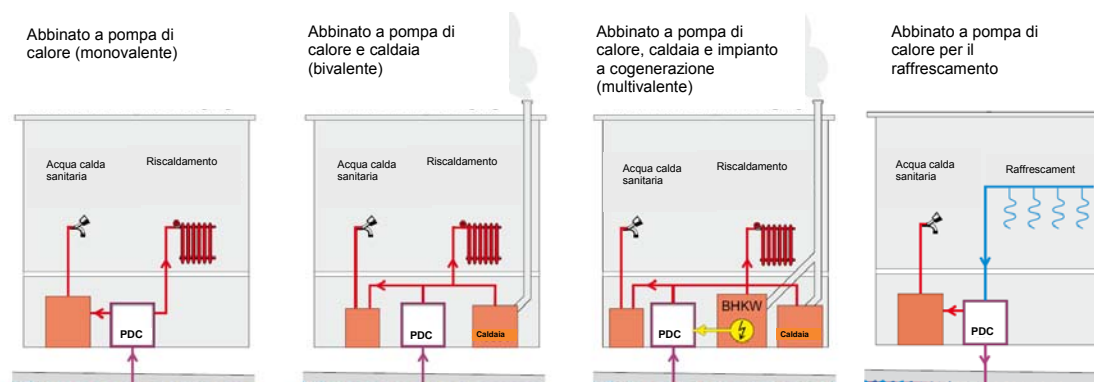 Abbinato a pompa di
calore (monovalente)
Acqua calda
sanitaria
Riscaldamento
PDC
Abbinato a pompa di
calore e caldaia
(bivalente)
Acqua calda
sanitaria
Riscaldamento
PDC
Caldaia
Abbinato a pompa di
calore, caldaia e impianto
a cogenerazione
(multivalente)
Acqua calda
sanitaria
Riscaldamento
BHKW
PDC
Caldaia
Abbinato a pompa di
calore per il
raffrescamento
Acqua calda
sanitaria
Raffrescament
PDC